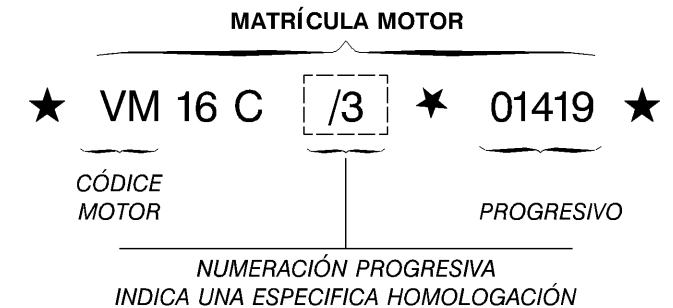 MATRÍCULA MOTOR
★ VM 16 C /3 ★ 01419 ★
CÓDICE
MOTOR
PROGRESIVO
NUMERACIÓN PROGRESIVA
INDICA UNA ESPECIFICA HOMOLOGACIÓN